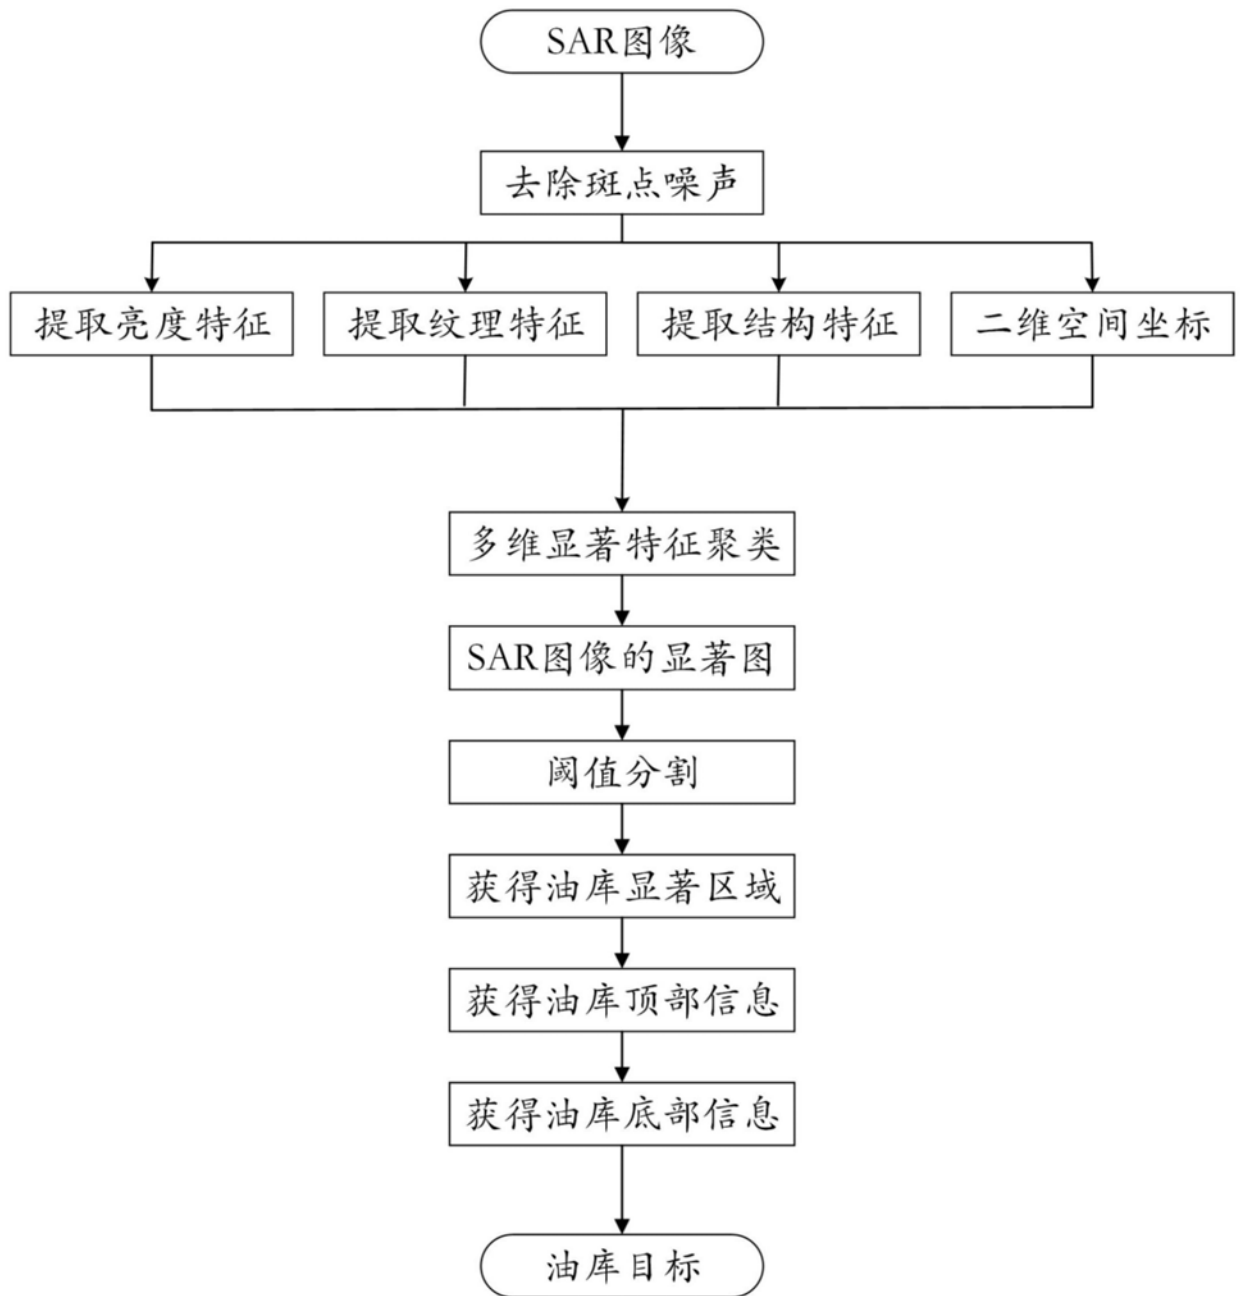 SAR图像
去除斑点噪声
提取亮度特征
提取纹理特征
提取结构特征
二维空间坐标
多维显著特征聚类
SAR图像的显著图
阈值分割
获得油库显著区域
获得油库顶部信息
获得油库底部信息
油库目标